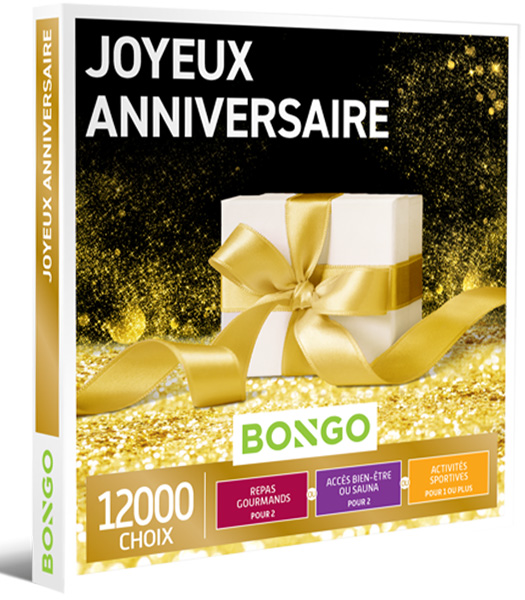 JOYEUX
ANNIVERSAIRE
JOYEUX ANNIVERSAIRE
BONGO
BONGO
12000
CHOIX
REPAS
GOURMANDS
POUR 2
OU
ACCÈS BIEN-ÊTRE
OU SAUNA
POUR 2
OU
ACTIVITÉS
SPORTIVES
POUR 1 OU PLUS